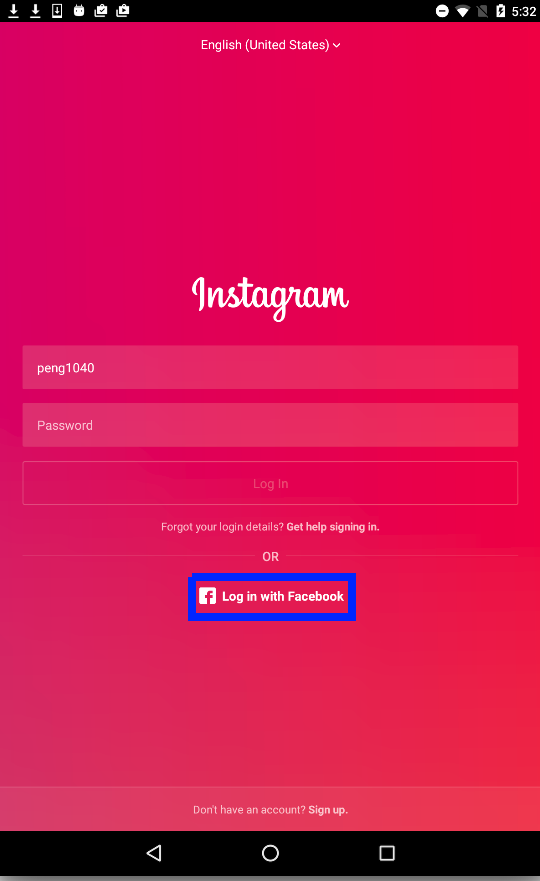 5:32
English (United States)
Instagram
peng1040
Password
Log In
Forgot your login details? Get help signing in.
OR
Log in with Facebook
Don't have an account? Sign up.